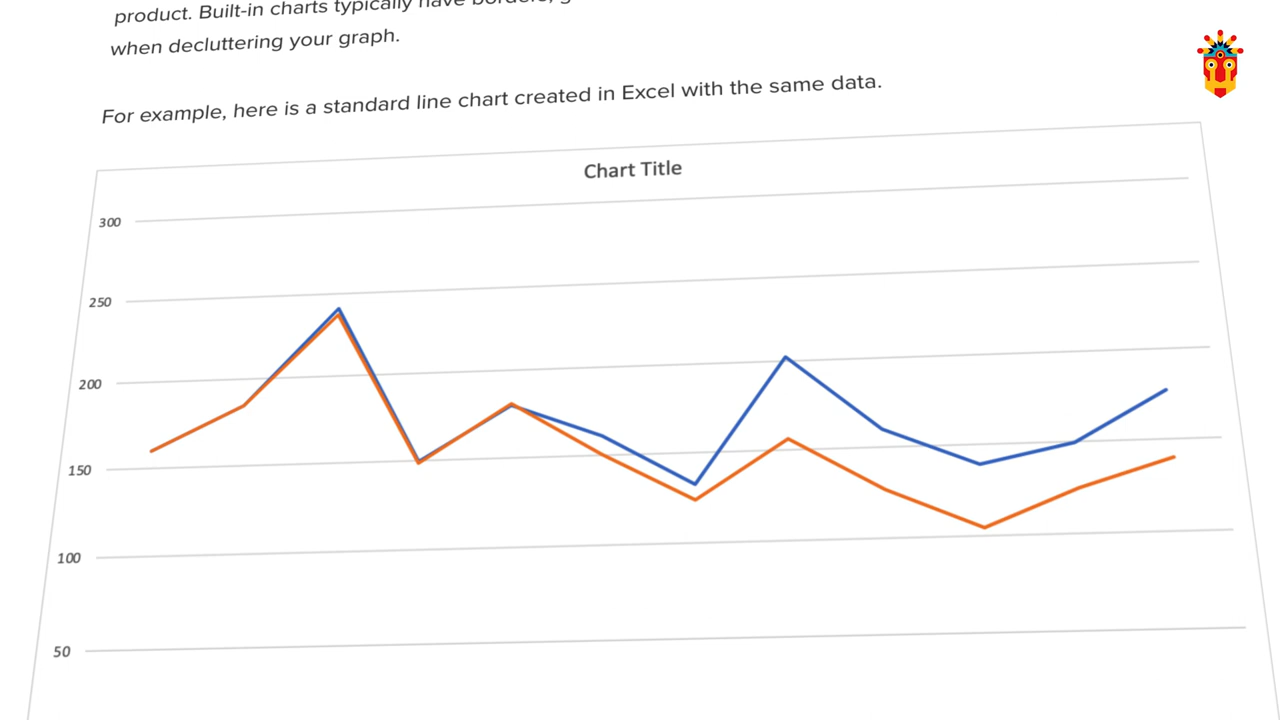 product. Built-in charts typically have borders,
when decluttering your graph.
For example, here is a standard line chart created in Excel with the same data.
Chart Title
300
250
200
150
100
50